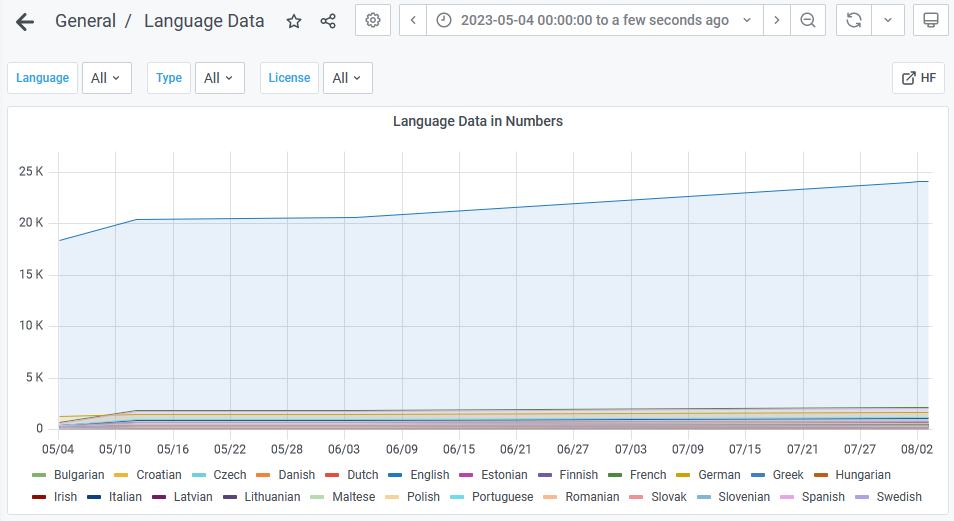 General / Language Data 2023-05-04 00:00:00 to a few seconds ago
Language All Type All License All HF
Language Data in Numbers
25 K
20 K
15 K
10 K
5 K
0
05/04 05/10 05/16 05/22 05/28 06/03 06/09 06/15 06/21 06/27 07/03 07/09 07/15 07/21 07/27 08/02
Bulgarian Croatian Czech Danish Dutch English Estonian Finnish French German Greek Hungarian
Irish Italian Latvian Lithuanian Maltese Polish Portuguese Romanian Slovak Slovenian Spanish Swedish